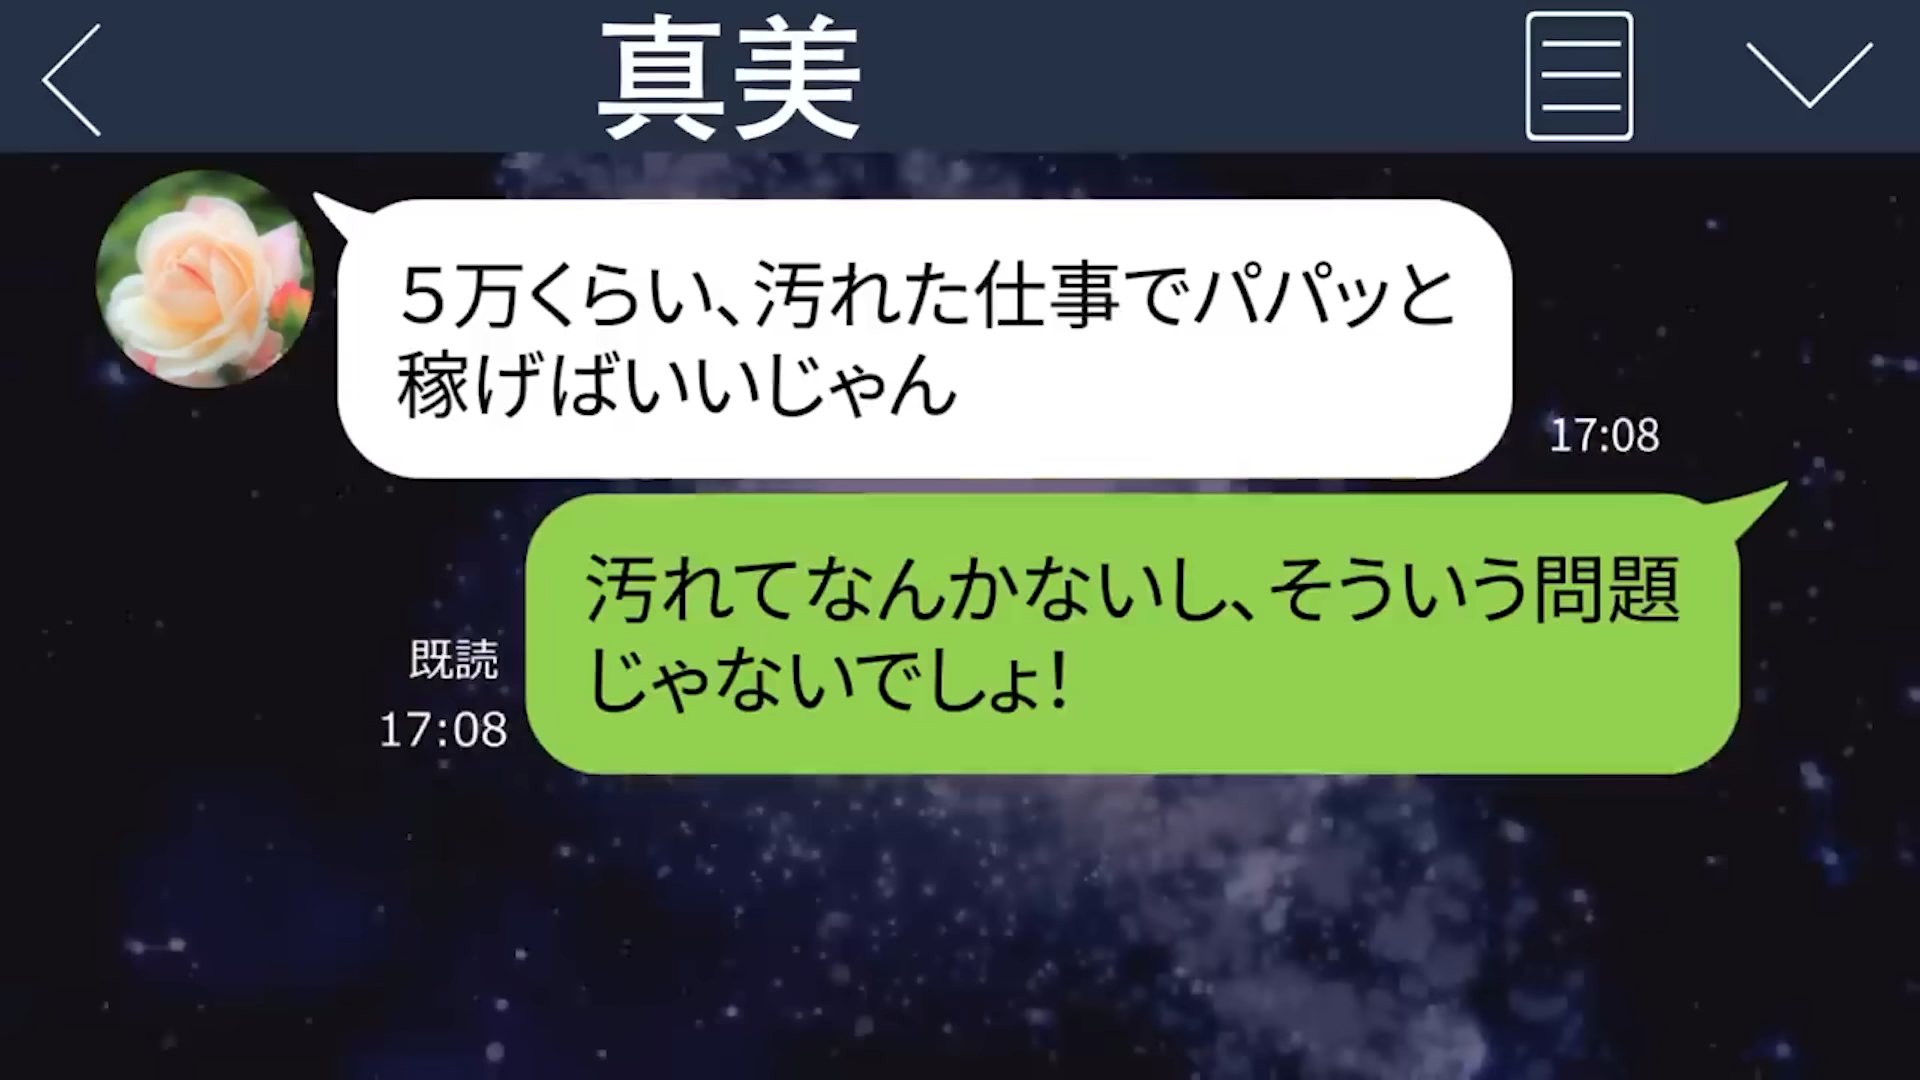 真美
５万くらい、汚れた仕事でパパッと
稼げばいいじゃん
17:08
汚れてなんかないし、そういう問題
じゃないでしょ！
既読
17:08